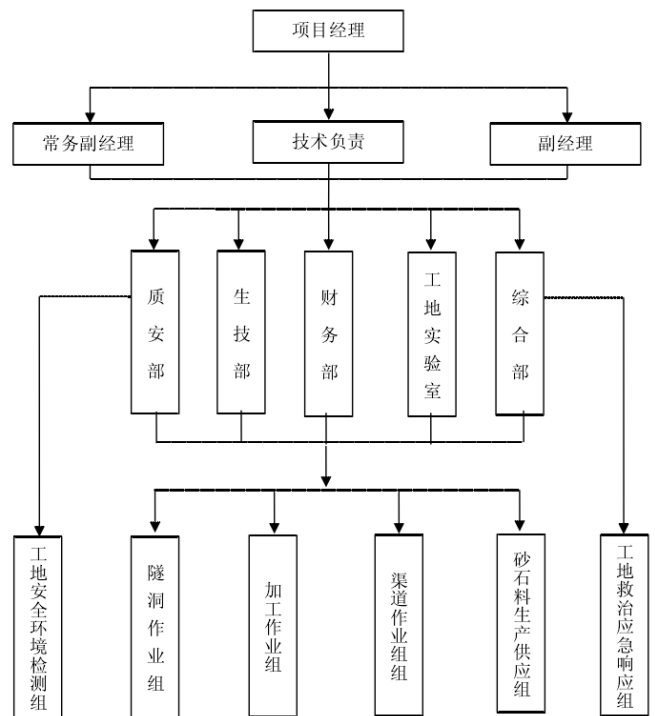 项目经理
常务副经理
技术负责
副经理
质安部
生技部
财务部
工地实验室
综合部
工地安全环境检测组
隧洞作业组
加工作业组
渠道作业组组
砂石料生产供应组
工地救治应急响应组